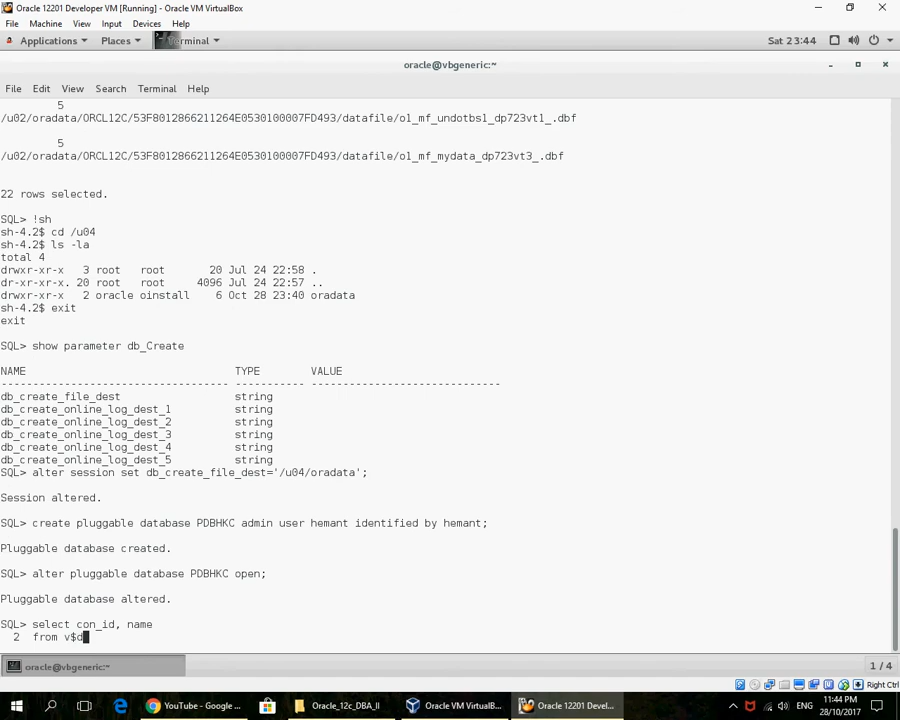 Oracle 12201 Developer VM [Running] - Oracle VM VirtualBox
File Machine View Input Devices Help
Applications Places Terminal Sat 23:44
oracle@vbgeneric:~
File Edit View Search Terminal Help
5
/u02/oradata/ORCL12C/53F8012866211264E0530100007FD493/datafile/o1_mf_undotbs1_dp723vt1_.dbf
5
/u02/oradata/ORCL12C/53F8012866211264E0530100007FD493/datafile/o1_mf_mydata_dp723vt3_.dbf
22 rows selected.
SQL> !sh
sh-4.2$ cd /u04
sh-4.2$ ls -la
total 4
drwxr-xr-x 3 root root 20 Jul 24 22:58 .
dr-xr-xr-x. 20 root root 4096 Jul 24 22:57 ..
drwxr-xr-x 2 oracle oinstall 6 Oct 28 23:40 oradata
sh-4.2$ exit
exit
SQL> show parameter db_Create
NAME TYPE VALUE
------------------------------------ ----------- ------------------------------
db_create_file_dest string
db_create_online_log_dest_1 string
db_create_online_log_dest_2 string
db_create_online_log_dest_3 string
db_create_online_log_dest_4 string
db_create_online_log_dest_5 string
SQL> alter session set db_create_file_dest='/u04/oradata';
Session altered.
SQL> create pluggable database PDBHKC admin user hemant identified by hemant;
Pluggable database created.
SQL> alter pluggable database PDBHKC open;
Pluggable database altered.
SQL> select con_id, name
2 from v$d
oracle@vbgeneric:~ 1 / 4
Right Ctrl
YouTube - Google ... Oracle_12c_DBA_II Oracle VM VirtualB... Oracle 12201 Devel... ENG 11:44 PM
28/10/2017